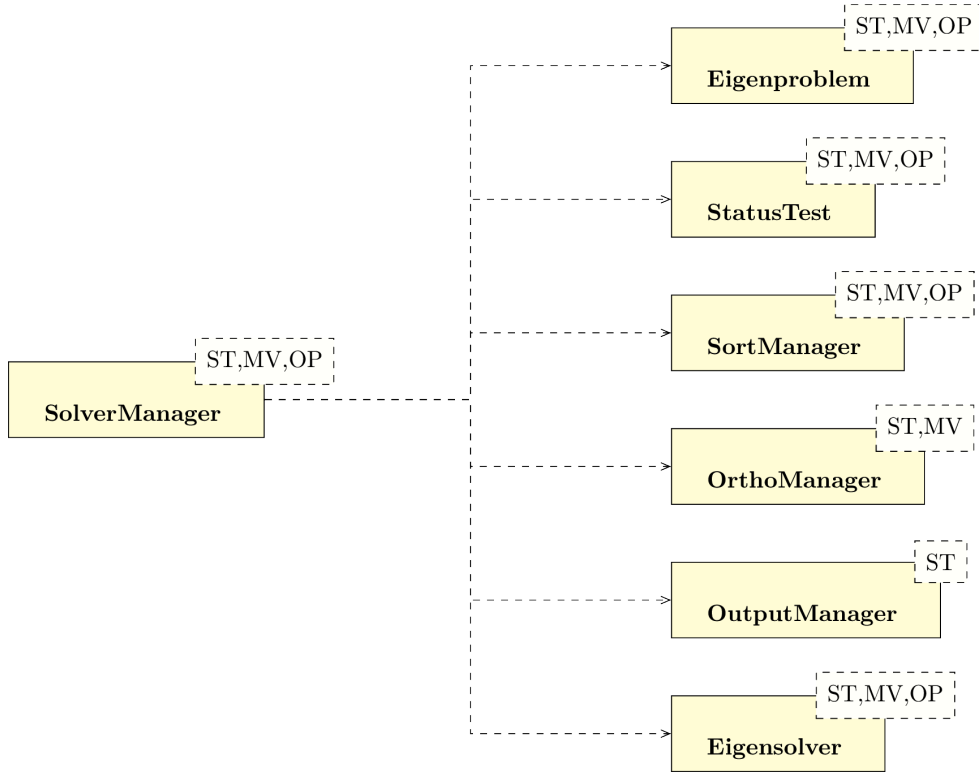 ST,MV,OP
Eigenproblem
ST,MV,OP
StatusTest
ST,MV,OP
SortManager
ST,MV,OP
SolverManager
ST,MV
OrthoManager
ST
OutputManager
ST,MV,OP
Eigensolver